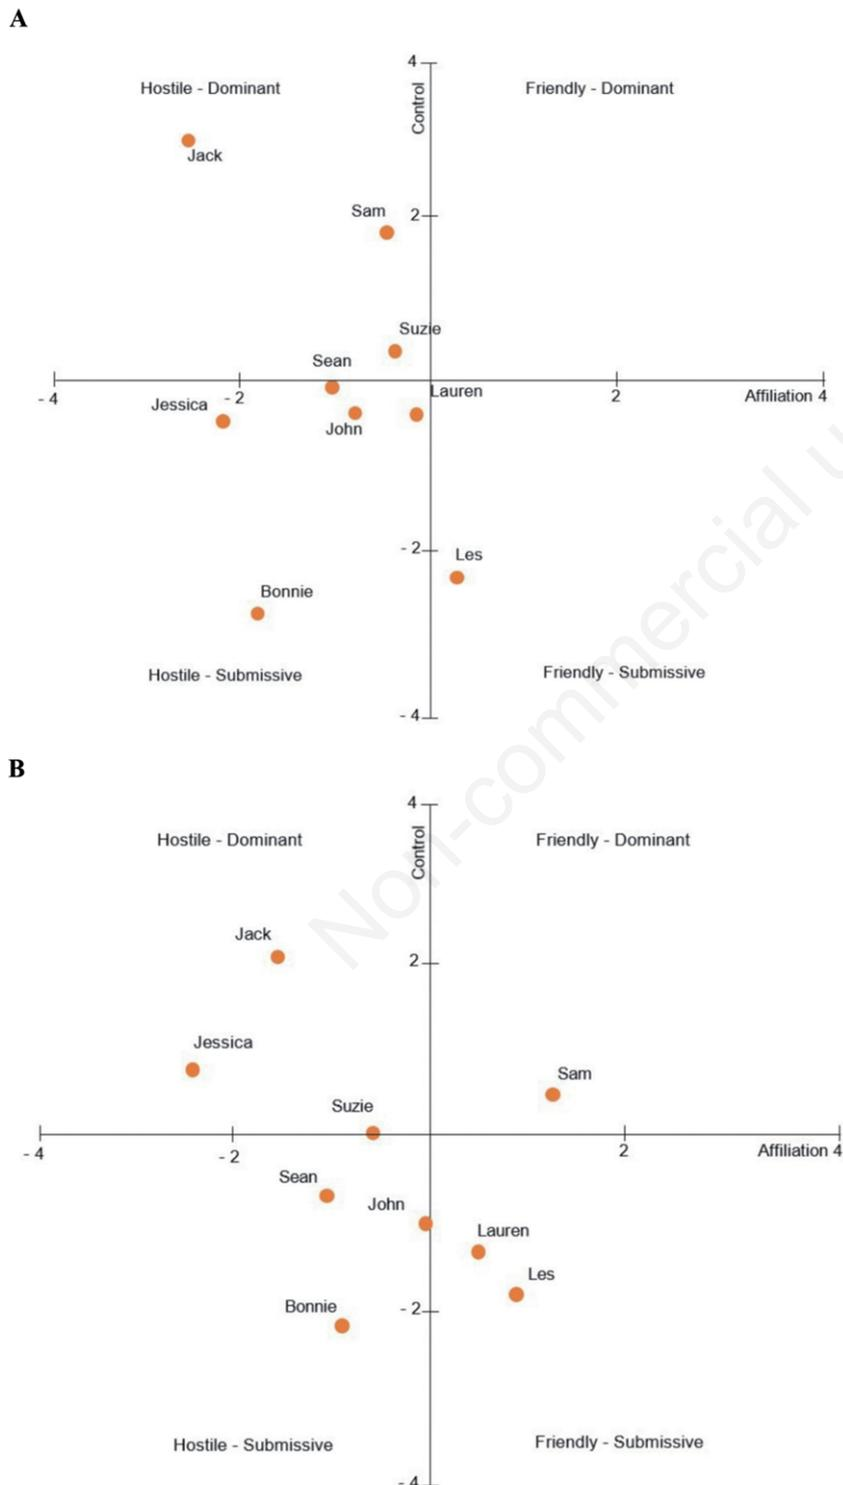 A
4
Hostile - Dominant
Friendly - Dominant
Control
Jack
Sam
2
Suzie
Sean
- 4
- 2
Lauren
2
Affiliation 4
Jessica
John
- 2
Les
Bonnie
Hostile - Submissive
Friendly - Submissive
- 4
B
4
Hostile - Dominant
Friendly - Dominant
Control
Jack
2
Jessica
Sam
Suzie
- 4
- 2
2
Affiliation 4
Sean
John
Lauren
Les
Bonnie
- 2
Hostile - Submissive
Friendly - Submissive
- 4
Non-commercial u